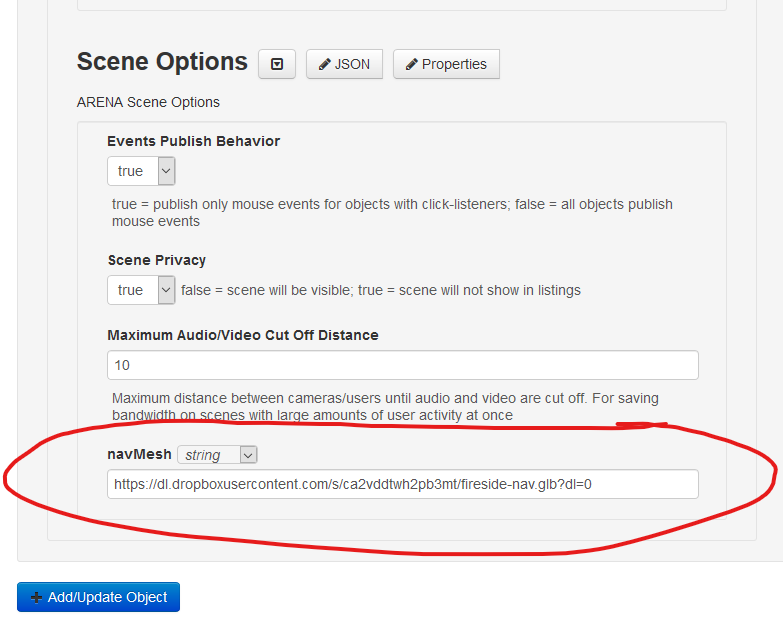 Scene Options
JSON
Properties
ARENA Scene Options
Events Publish Behavior
true
true = publish only mouse events for objects with click-listeners; false = all objects publish
mouse events
Scene Privacy
true
false = scene will be visible; true = scene will not show in listings
Maximum Audio/Video Cut Off Distance
10
Maximum distance between cameras/users until audio and video are cut off. For saving
bandwidth on scenes with large amounts of user activity at once
navMesh
string
https://dl.dropboxusercontent.com/s/ca2vddtwh2pb3mt/fireside-nav.glb?dl=0
Add/Update Object